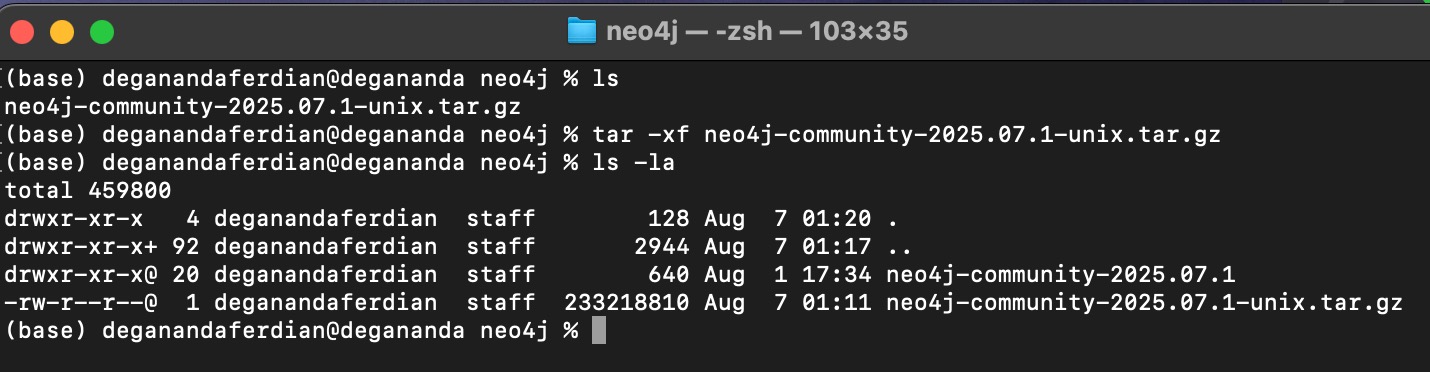 neo4j — -zsh — 103×35
(base) deganandaferdian@degananda neo4j % ls
neo4j-community-2025.07.1-unix.tar.gz
(base) deganandaferdian@degananda neo4j % tar -xf neo4j-community-2025.07.1-unix.tar.gz
(base) deganandaferdian@degananda neo4j % ls -la
total 459800
drwxr-xr-x   4 deganandaferdian  staff        128 Aug  7 01:20 .
drwxr-xr-x+ 92 deganandaferdian  staff       2944 Aug  7 01:17 ..
drwxr-xr-x@ 20 deganandaferdian  staff        640 Aug  1 17:34 neo4j-community-2025.07.1
-rw-r--r--@  1 deganandaferdian  staff  233218810 Aug  7 01:11 neo4j-community-2025.07.1-unix.tar.gz
(base) deganandaferdian@degananda neo4j %